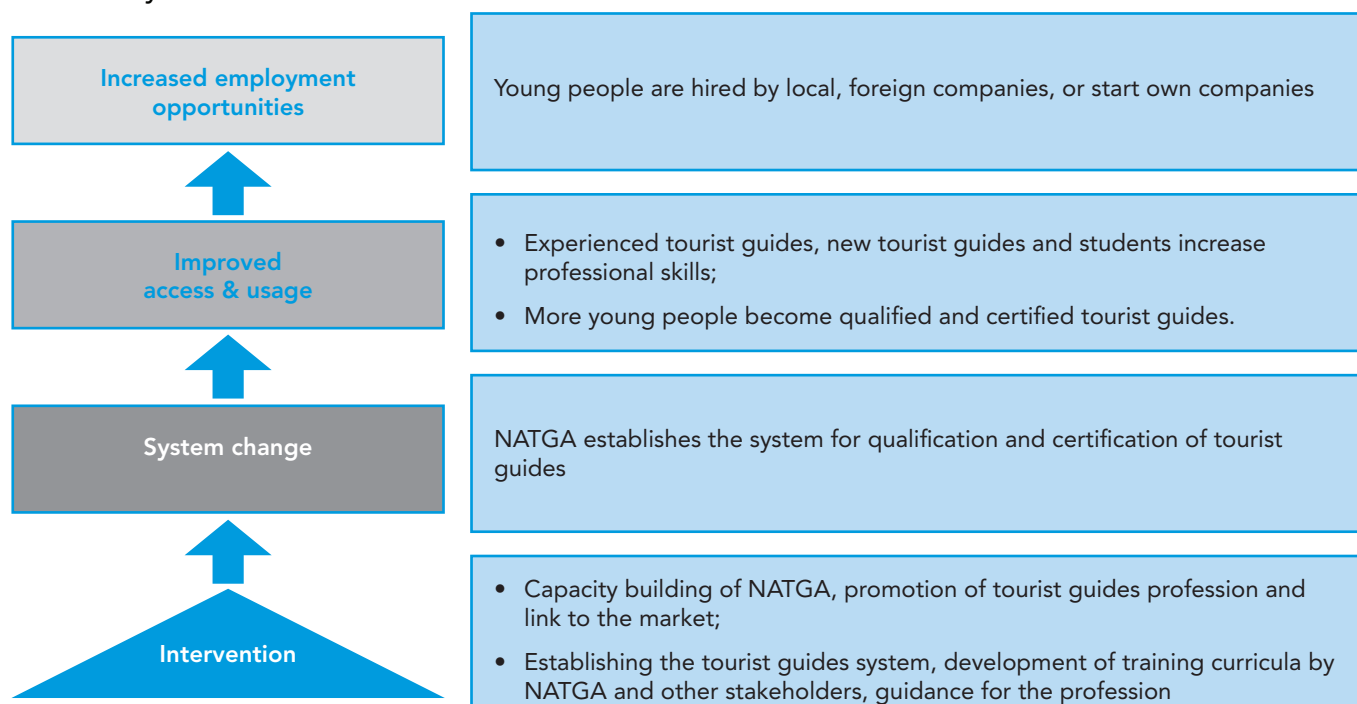 Increased employment
opportunities
Young people are hired by local, foreign companies, or start own companies
Improved
access & usage
• Experienced tourist guides, new tourist guides and students increase
professional skills;
• More young people become qualified and certified tourist guides.
System change
NATGA establishes the system for qualification and certification of tourist
guides
Intervention
• Capacity building of NATGA, promotion of tourist guides profession and
link to the market;
• Establishing the tourist guides system, development of training curricula by
NATGA and other stakeholders, guidance for the profession